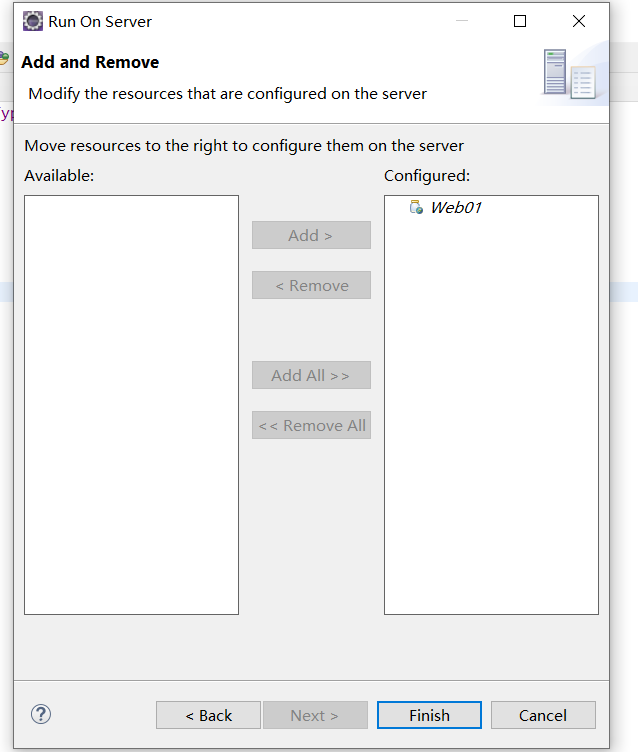 Run On Server
Add and Remove
Modify the resources that are configured on the server
Move resources to the right to configure them on the server
Available:
Configured:
Web01
Add >
< Remove
Add All >>
<< Remove All
?
< Back
Next >
Finish
Cancel